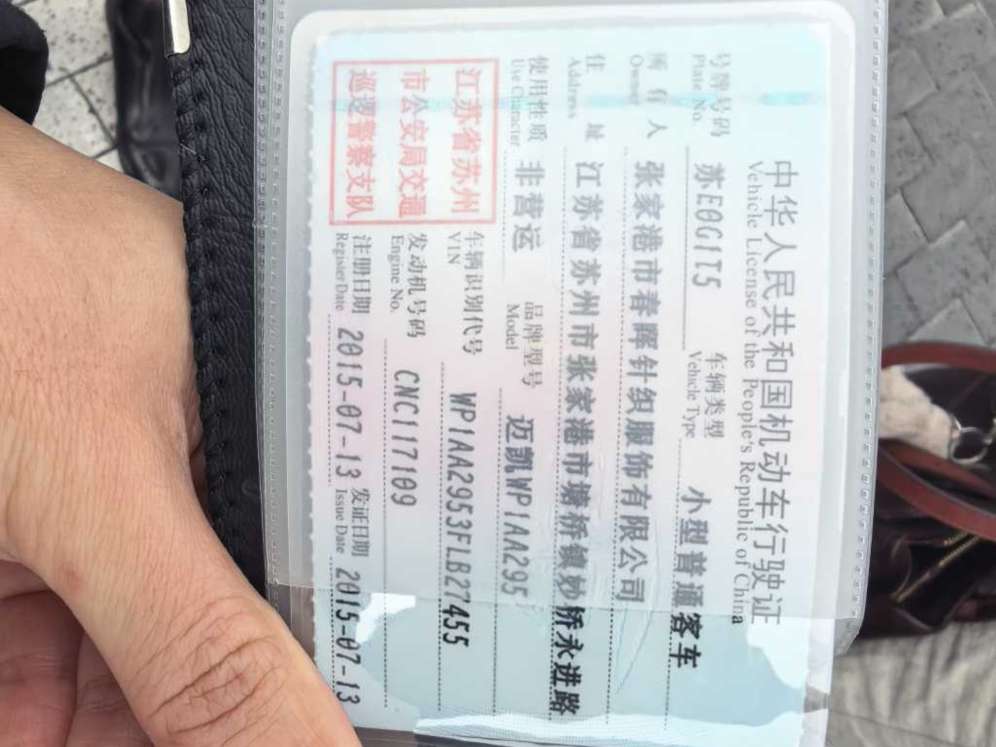 中华人民共和国机动车行驶证
Vehicle License of the People's Republic of China
号牌号码 苏E0G1T5 车辆类型 小型普通客车
Plate No. Vehicle Type
所有人 张家港市春晖针织服饰有限公司
Owner
住址 江苏省苏州市张家港市塘桥镇妙桥永进路
Address
使用性质 非营运 品牌型号 迈凯WP1AA295
Use Character Model
江苏省苏州
市公安局交通
巡逻警察支队
车辆识别代号 WP1AA2953FLB27455
VIN
发动机号码 CNC117109
Engine No.
注册日期 2015-07-13 发证日期 2015-07-13
Register Date Issue Date